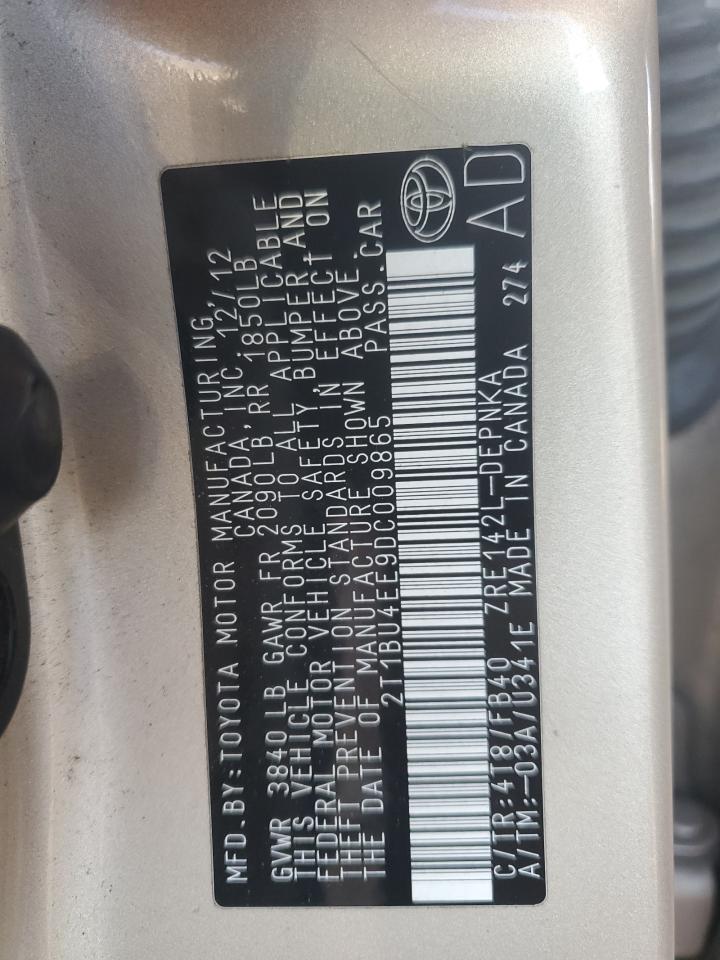 MFD.BY:TOYOTA MOTOR MANUFACTURING,
CANADA, INC. 12/12
GVWR 3840LB GAWR FR 2090LB,RR 1850LB
THIS VEHICLE CONFORMS TO ALL APPLICABLE
FEDERAL MOTOR VEHICLE SAFETY, BUMPER,AND
THEFT PREVENTION STANDARDS IN EFFECT ON
THE DATE OF MANUFACTURE SHOWN ABOVE.
2T1BU4EE9DC009865 PASS.CAR
C/TR:4T8/FB40 ZRE142L-DEPNKA
A/TM:-03A/U341E MADE IN CANADA 274
AD